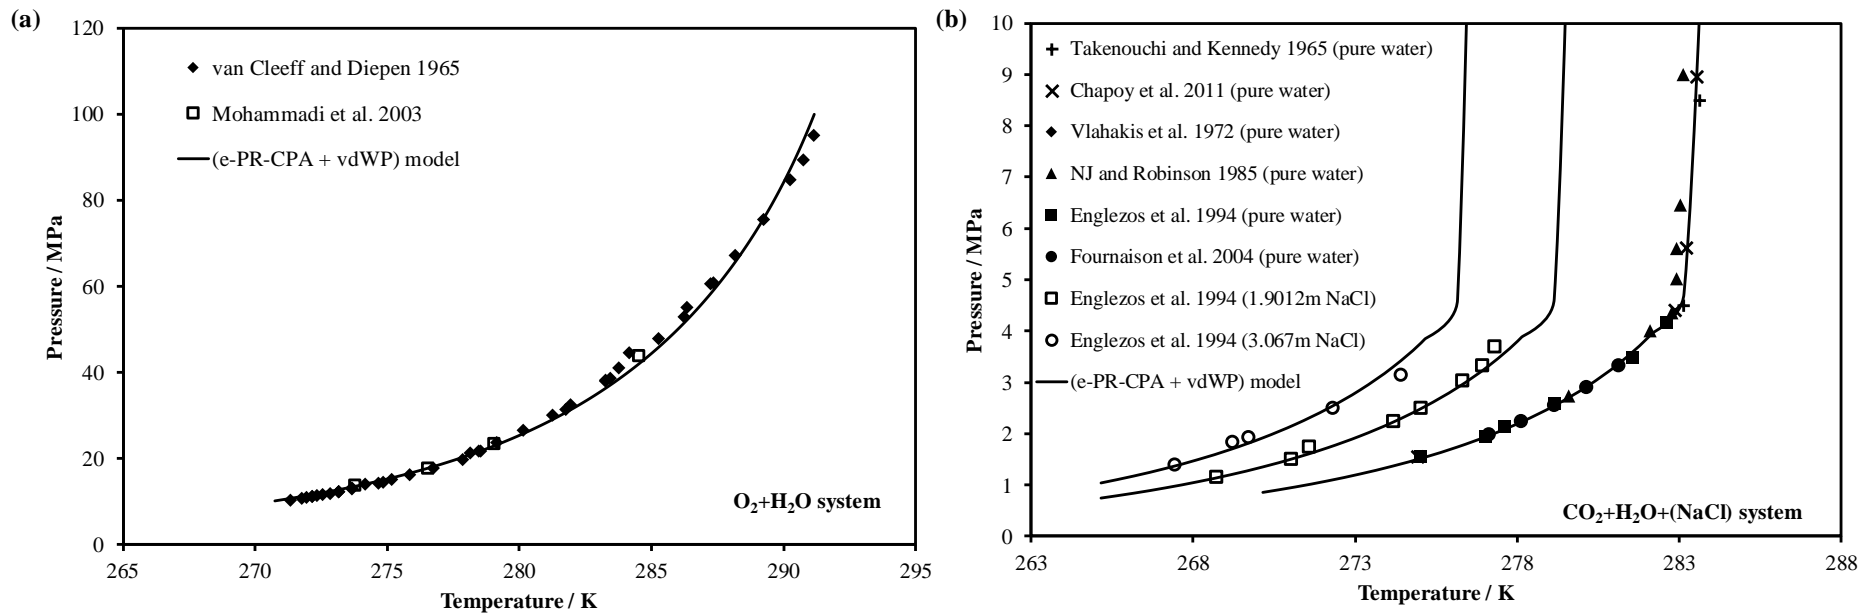 (a)
120
100
80
60
40
20
0
Pressure / MPa
van Cleeff and Diepen 1965
Mohammadi et al. 2003
(e-PR-CPA + vdWP) model
O₂+H₂O system
265 270 275 280 285 290 295
Temperature / K
(b)
10
9
8
7
6
5
4
3
2
1
0
Pressure / MPa
Takenouchi and Kennedy 1965 (pure water)
Chapoy et al. 2011 (pure water)
Vlahakis et al. 1972 (pure water)
NJ and Robinson 1985 (pure water)
Englezos et al. 1994 (pure water)
Fournaison et al. 2004 (pure water)
Englezos et al. 1994 (1.9012m NaCl)
Englezos et al. 1994 (3.067m NaCl)
(e-PR-CPA + vdWP) model
CO₂+H₂O+(NaCl) system
263 268 273 278 283 288
Temperature / K